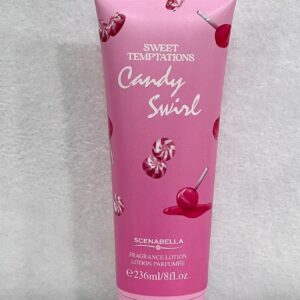 SWEET
TEMPTATIONS
Candy
Swirl
SCENABELLA
FRAGRANCE LOTION
LOTION PARFUMÉE
℮236ml/8fl.oz.